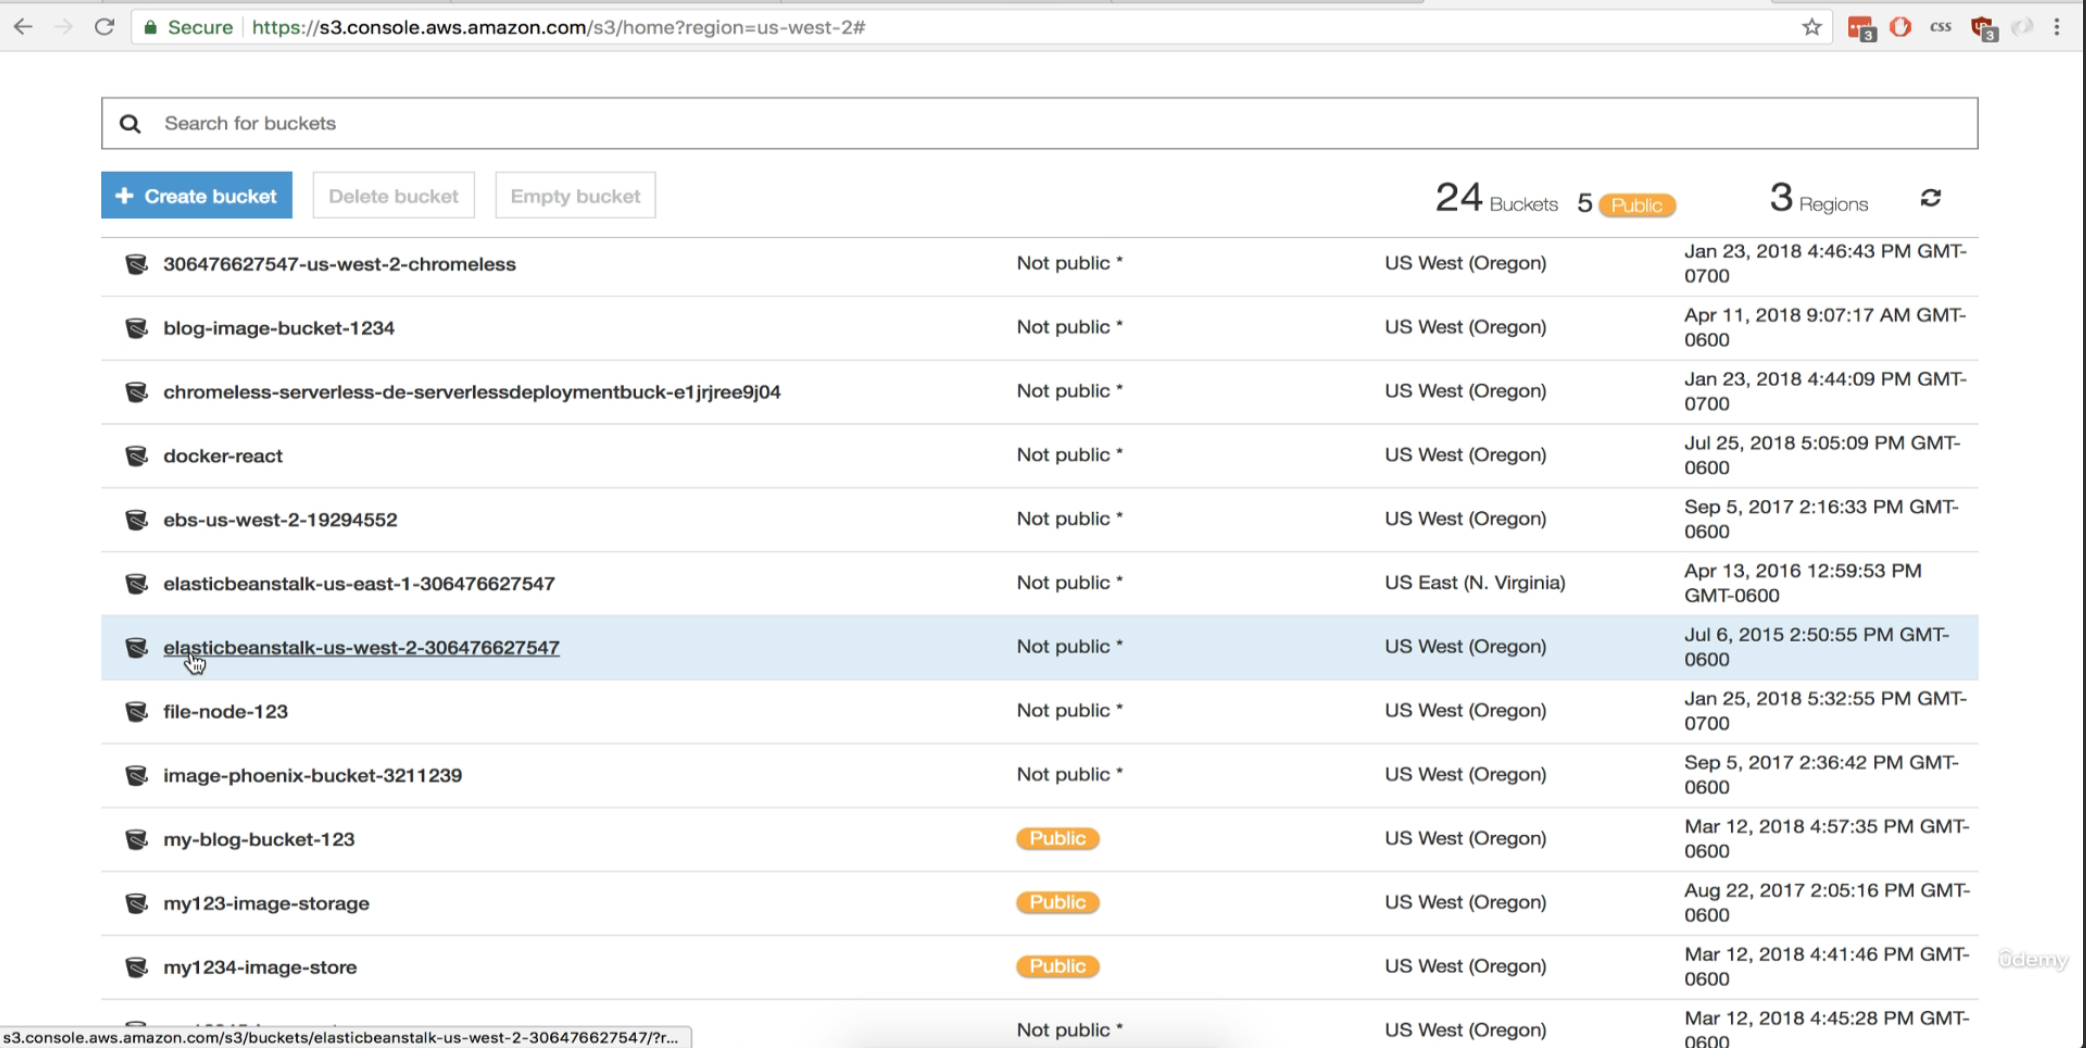 Secure https://s3.console.aws.amazon.com/s3/home?region=us-west-2#
3 CSS 3
Search for buckets
+ Create bucket Delete bucket Empty bucket 24 Buckets 5 Public 3 Regions
306476627547-us-west-2-chromeless Not public * US West (Oregon) Jan 23, 2018 4:46:43 PM GMT-
0700
blog-image-bucket-1234 Not public * US West (Oregon) Apr 11, 2018 9:07:17 AM GMT-
0600
chromeless-serverless-de-serverlessdeploymentbuck-e1jrjree9j04 Not public * US West (Oregon) Jan 23, 2018 4:44:09 PM GMT-
0700
docker-react Not public * US West (Oregon) Jul 25, 2018 5:05:09 PM GMT-
0600
ebs-us-west-2-19294552 Not public * US West (Oregon) Sep 5, 2017 2:16:33 PM GMT-
0600
elasticbeanstalk-us-east-1-306476627547 Not public * US East (N. Virginia) Apr 13, 2016 12:59:53 PM
GMT-0600
elasticbeanstalk-us-west-2-306476627547 Not public * US West (Oregon) Jul 6, 2015 2:50:55 PM GMT-
0600
file-node-123 Not public * US West (Oregon) Jan 25, 2018 5:32:55 PM GMT-
0700
image-phoenix-bucket-3211239 Not public * US West (Oregon) Sep 5, 2017 2:36:42 PM GMT-
0600
my-blog-bucket-123 Public US West (Oregon) Mar 12, 2018 4:57:35 PM GMT-
0600
my123-image-storage Public US West (Oregon) Aug 22, 2017 2:05:16 PM GMT-
0600
my1234-image-store Public US West (Oregon) Mar 12, 2018 4:41:46 PM GMT-
0600
Not public * US West (Oregon) Mar 12, 2018 4:45:28 PM GMT-
0600
s3.console.aws.amazon.com/s3/buckets/elasticbeanstalk-us-west-2-306476627547/?r...
ûdemy